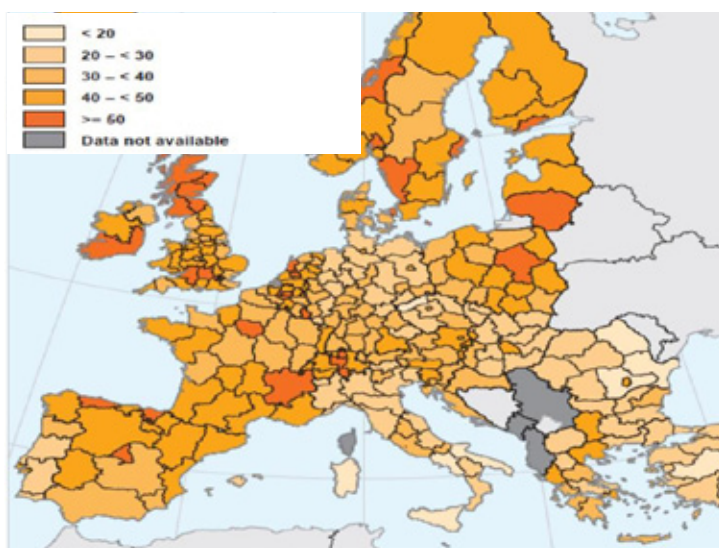 < 20
20 – < 30
30 – < 40
40 – < 50
>= 50
Data not available